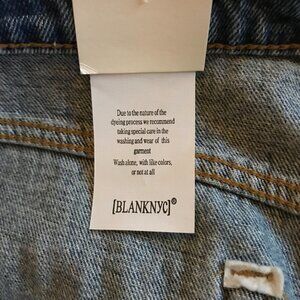 Due to the nature of the
dyeing process we recommend
taking special care in the
washing and wear of this
garment
Wash alone, with like colors,
or not at all
[BLANKNYC]®